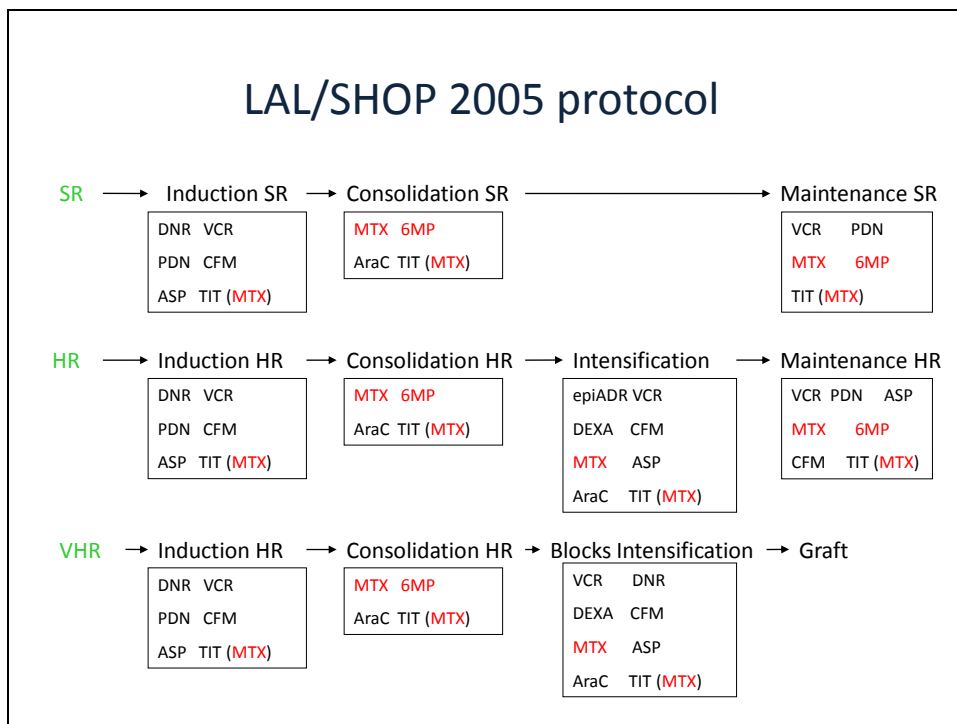 LAL/SHOP 2005 protocol
SR Induction SR Consolidation SR Maintenance SR
DNR VCR
PDN CFM
ASP TIT (MTX)
MTX 6MP
AraC TIT (MTX)
VCR PDN
MTX 6MP
TIT (MTX)
HR Induction HR Consolidation HR Intensification Maintenance HR
DNR VCR
PDN CFM
ASP TIT (MTX)
MTX 6MP
AraC TIT (MTX)
epiADR VCR
DEXA CFM
MTX ASP
AraC TIT (MTX)
VCR PDN ASP
MTX 6MP
CFM TIT (MTX)
VHR Induction HR Consolidation HR Blocks Intensification Graft
DNR VCR
PDN CFM
ASP TIT (MTX)
MTX 6MP
AraC TIT (MTX)
VCR DNR
DEXA CFM
MTX ASP
AraC TIT (MTX)